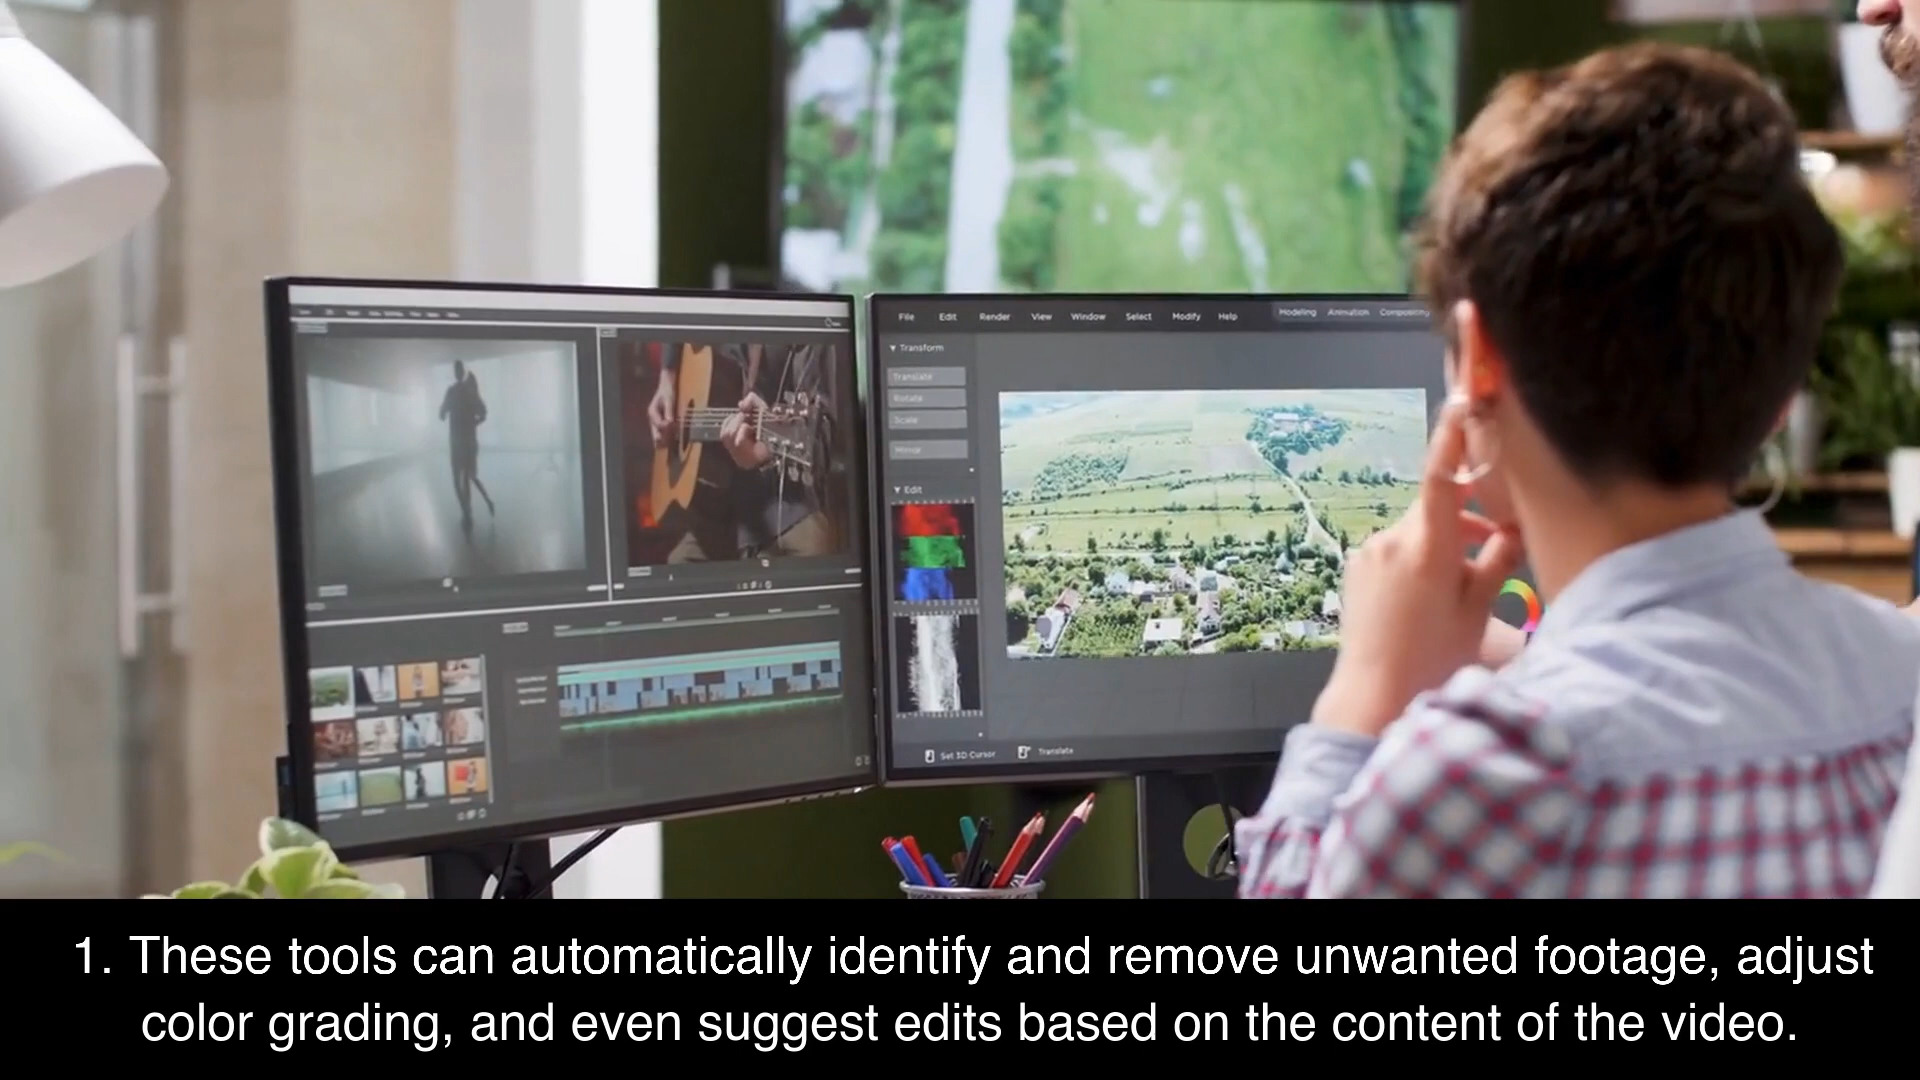 File Edit Render View Window Select Modify Help Modeling Animation Compositing
Transform
Translate
Rotate
Scale
Mirror
Edit
Set 3D Cursor Translate
1. These tools can automatically identify and remove unwanted footage, adjust
color grading, and even suggest edits based on the content of the video.